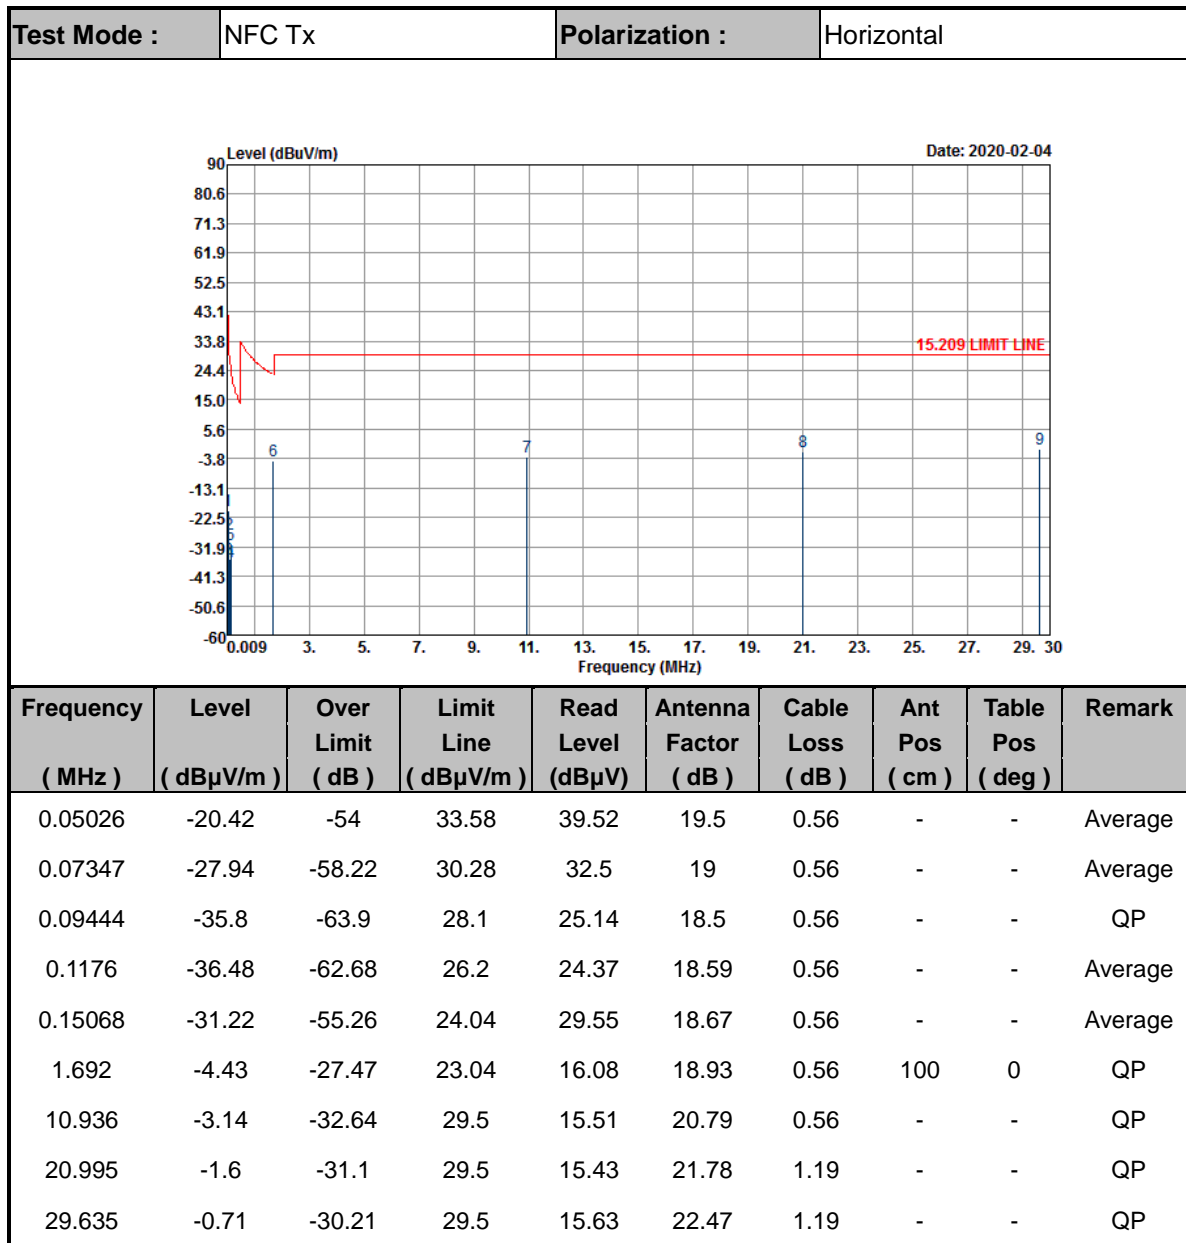 Test Mode : NFC Tx Polarization : Horizontal
Level (dBuV/m) Date: 2020-02-04
90
80.6
71.3
61.9
52.5
43.1
33.8
15.209 LIMIT LINE
24.4
15.0
5.6
6 7 8 9
-3.8
-13.1
1
-22.5
5
-31.9
4
-41.3
-50.6
-60
0.009 3. 5. 7. 9. 11. 13. 15. 17. 19. 21. 23. 25. 27. 29. 30
Frequency (MHz)
Frequency Level Over Limit Read Antenna Cable Ant Table Remark
Limit Line Level Factor Loss Pos Pos
( MHz ) ( dBµV/m ) ( dB ) ( dBµV/m ) (dBµV) ( dB ) ( dB ) ( cm ) ( deg )
0.05026 -20.42 -54 33.58 39.52 19.5 0.56 - - Average
0.07347 -27.94 -58.22 30.28 32.5 19 0.56 - - Average
0.09444 -35.8 -63.9 28.1 25.14 18.5 0.56 - - QP
0.1176 -36.48 -62.68 26.2 24.37 18.59 0.56 - - Average
0.15068 -31.22 -55.26 24.04 29.55 18.67 0.56 - - Average
1.692 -4.43 -27.47 23.04 16.08 18.93 0.56 100 0 QP
10.936 -3.14 -32.64 29.5 15.51 20.79 0.56 - - QP
20.995 -1.6 -31.1 29.5 15.43 21.78 1.19 - - QP
29.635 -0.71 -30.21 29.5 15.63 22.47 1.19 - - QP